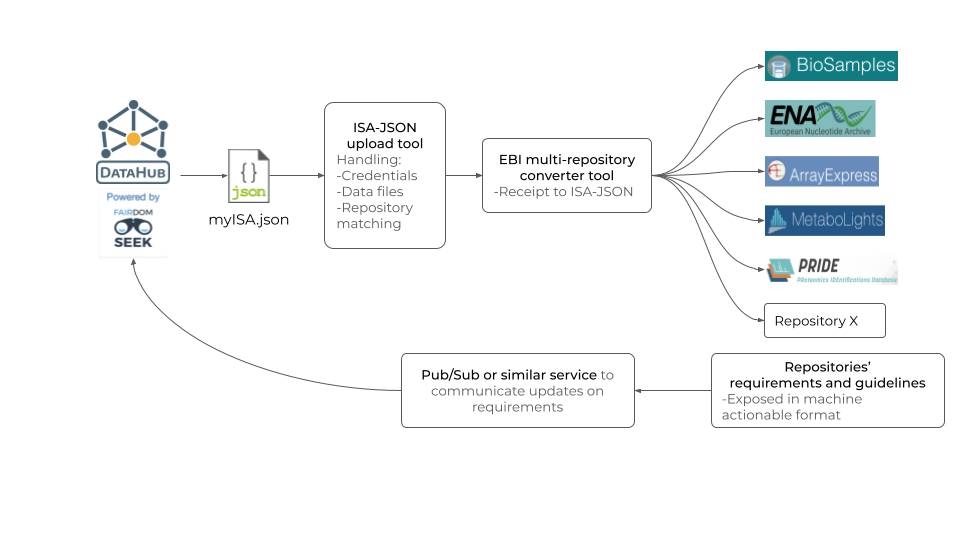 DATAHUB
Powered by
FAIRDOM
SEEK
{}
json
myISA.json
ISA-JSON
upload tool
Handling:
-Credentials
-Data files
-Repository
matching
EBI multi-repository
converter tool
-Receipt to ISA-JSON
BioSamples
ENA
European Nucleotide Archive
ArrayExpress
MetaboLights
PRIDE
PRoteomics IDEntifications Database
Repository X
Pub/Sub or similar service to
communicate updates on
requirements
Repositories’
requirements and guidelines
-Exposed in machine
actionable format